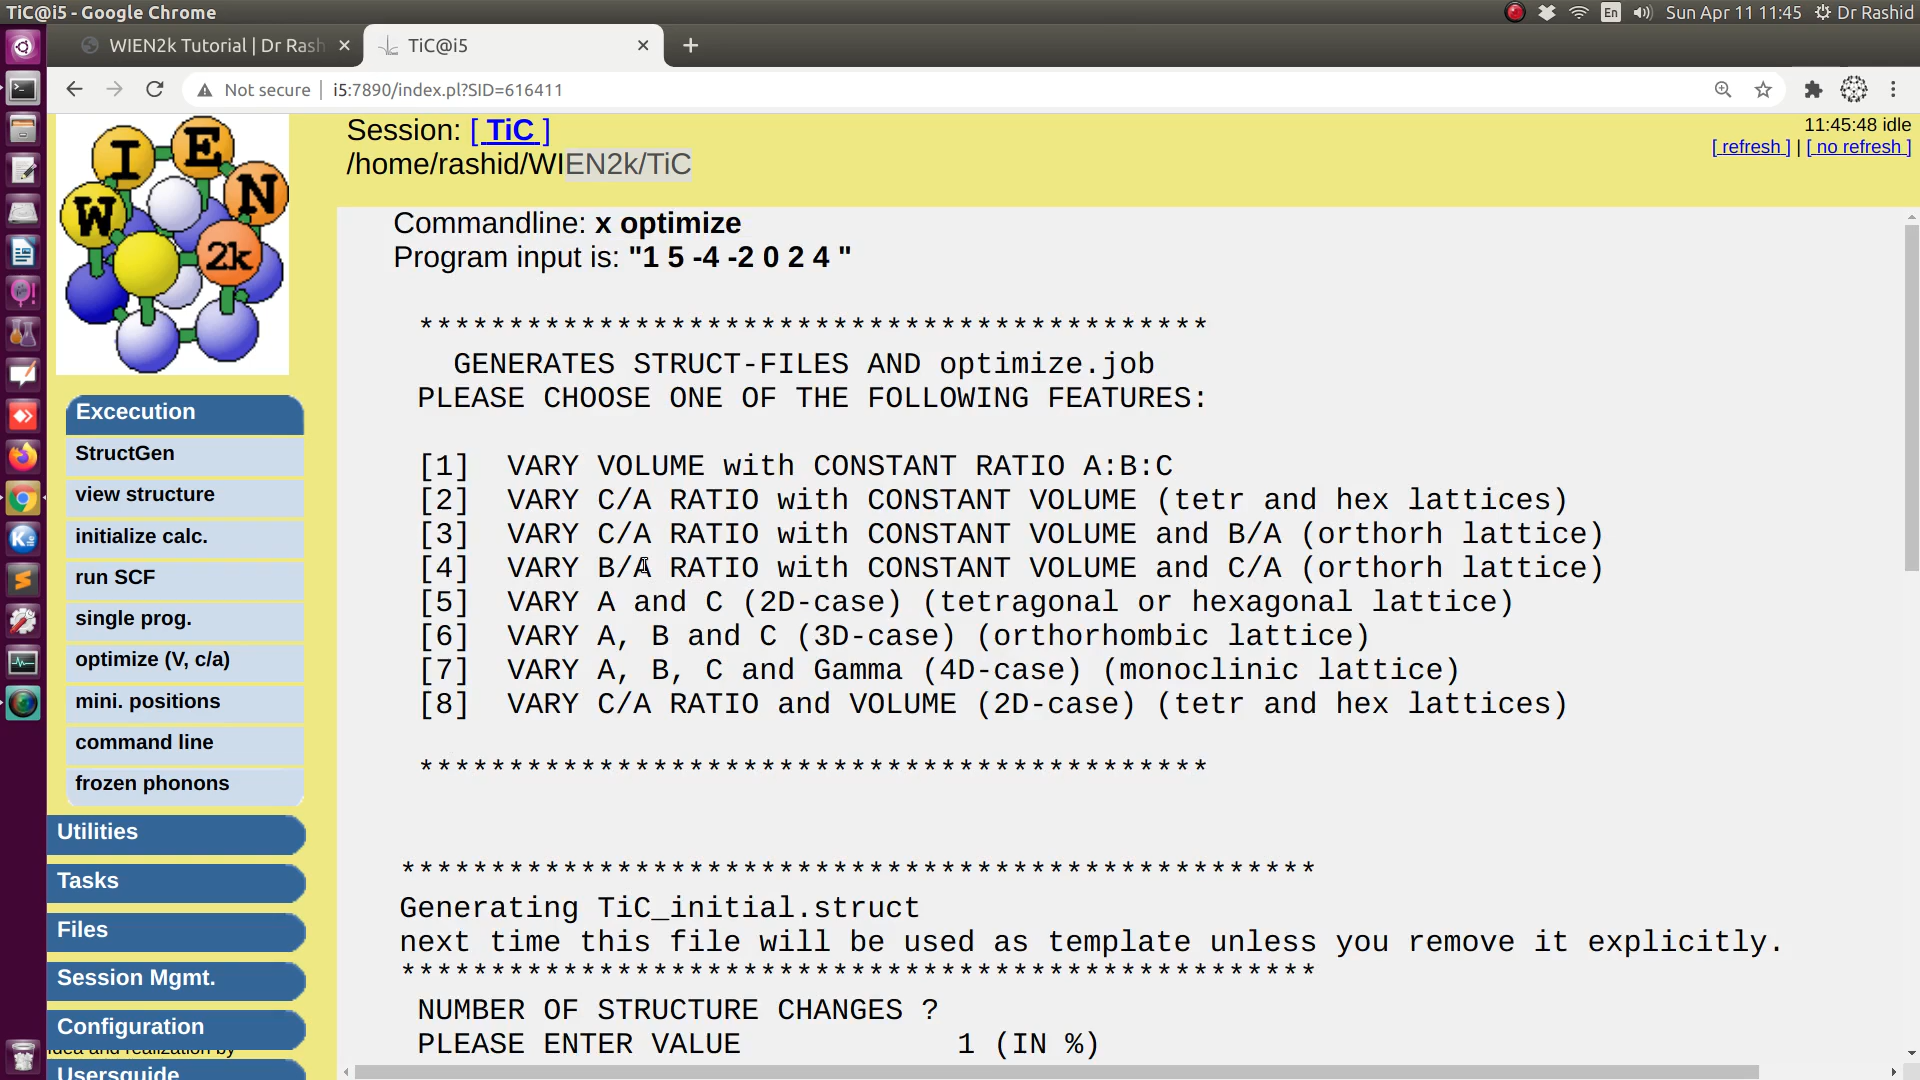 TiC@i5 - Google Chrome
En
Sun Apr 11 11:45
Dr Rashid
WIEN2k Tutorial | Dr Rash
TiC@i5
Not secure
i5:7890/index.pl?SID=616411
WIEN
2k
Session: [ TiC ]
/home/rashid/WIEN2k/TiC
11:45:48 idle
[ refresh ] | [ no refresh ]
Excecution
StructGen
view structure
initialize calc.
run SCF
single prog.
optimize (V, c/a)
mini. positions
command line
frozen phonons
Utilities
Tasks
Files
Session Mgmt.
Configuration
idea and realization by
Usersguide
Commandline: x optimize
Program input is: "1 5 -4 -2 0 2 4 "
********************************************
GENERATES STRUCT-FILES AND optimize.job
PLEASE CHOOSE ONE OF THE FOLLOWING FEATURES:
[1] VARY VOLUME with CONSTANT RATIO A:B:C
[2] VARY C/A RATIO with CONSTANT VOLUME (tetr and hex lattices)
[3] VARY C/A RATIO with CONSTANT VOLUME and B/A (orthorh lattice)
[4] VARY B/A RATIO with CONSTANT VOLUME and C/A (orthorh lattice)
[5] VARY A and C (2D-case) (tetragonal or hexagonal lattice)
[6] VARY A, B and C (3D-case) (orthorhombic lattice)
[7] VARY A, B, C and Gamma (4D-case) (monoclinic lattice)
[8] VARY C/A RATIO and VOLUME (2D-case) (tetr and hex lattices)
********************************************
***************************************************
Generating TiC_initial.struct
next time this file will be used as template unless you remove it explicitly.
***************************************************
NUMBER OF STRUCTURE CHANGES ?
PLEASE ENTER VALUE 1 (IN %)